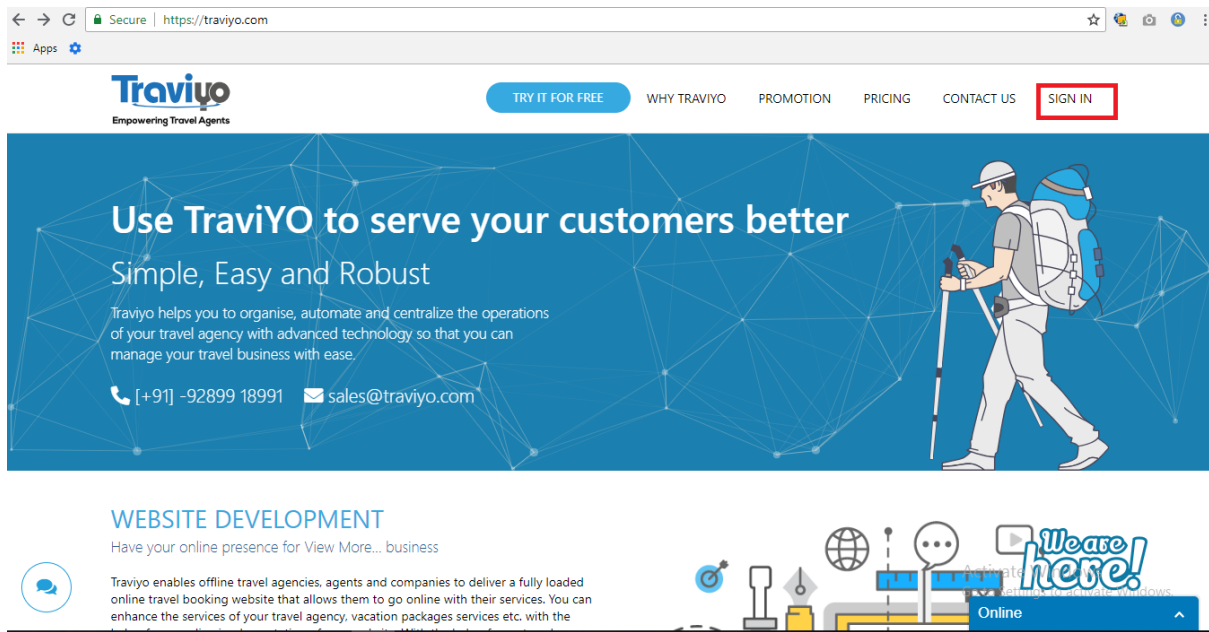 Secure | https://traviyo.com
Apps
Traviyo
Empowering Travel Agents
TRY IT FOR FREE
WHY TRAVIYO
PROMOTION
PRICING
CONTACT US
SIGN IN
Use TraviYO to serve your customers better
Simple, Easy and Robust
Traviyo helps you to organise, automate and centralize the operations
of your travel agency with advanced technology so that you can
manage your travel business with ease.
[+91] -92899 18991 sales@traviyo.com
WEBSITE DEVELOPMENT
Have your online presence for View More... business
Traviyo enables offline travel agencies, agents and companies to deliver a fully loaded
online travel booking website that allows them to go online with their services. You can
enhance the services of your travel agency, vacation packages services etc. with the
We are
here!
Activate Windows
Settings to activate Windows.
Online